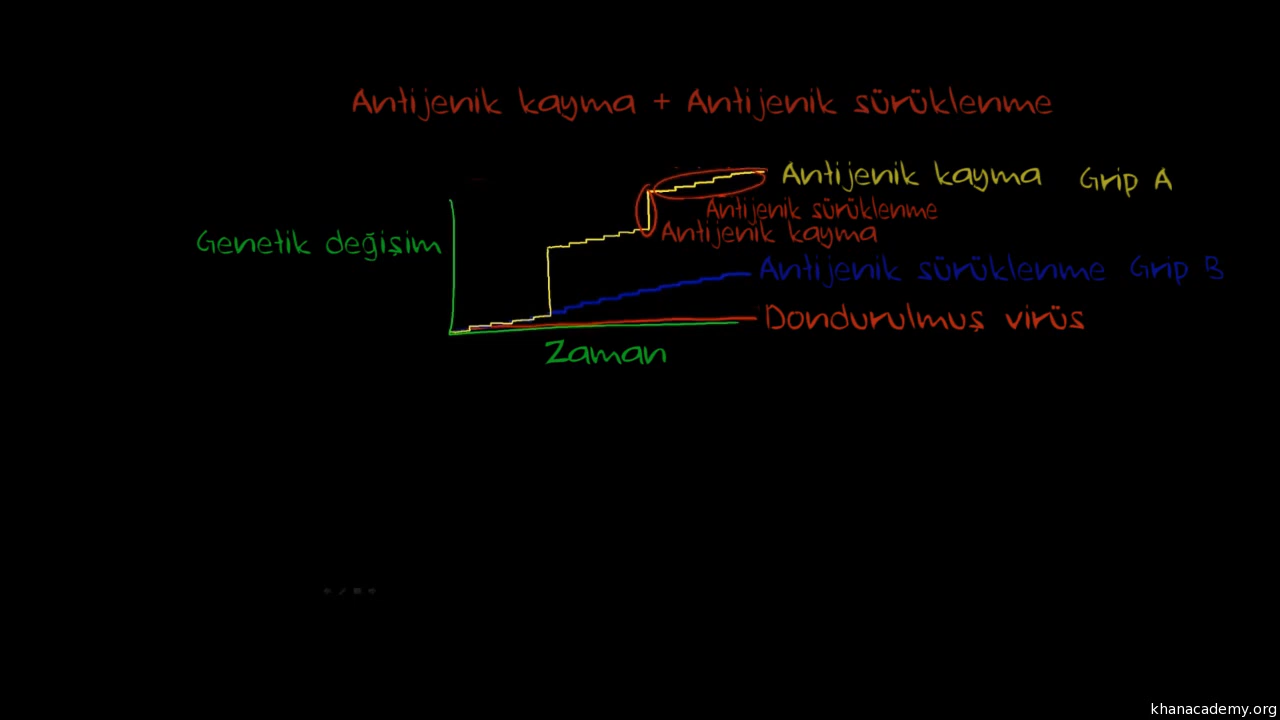 Antijenik kayma + Antijenik sürüklenme
Antijenik kayma Grip A
Antijenik sürüklenme
Antijenik kayma
Genetik değişim
Antijenik sürüklenme Grip B
Dondurulmuş virüs
Zaman
khanacademy.org